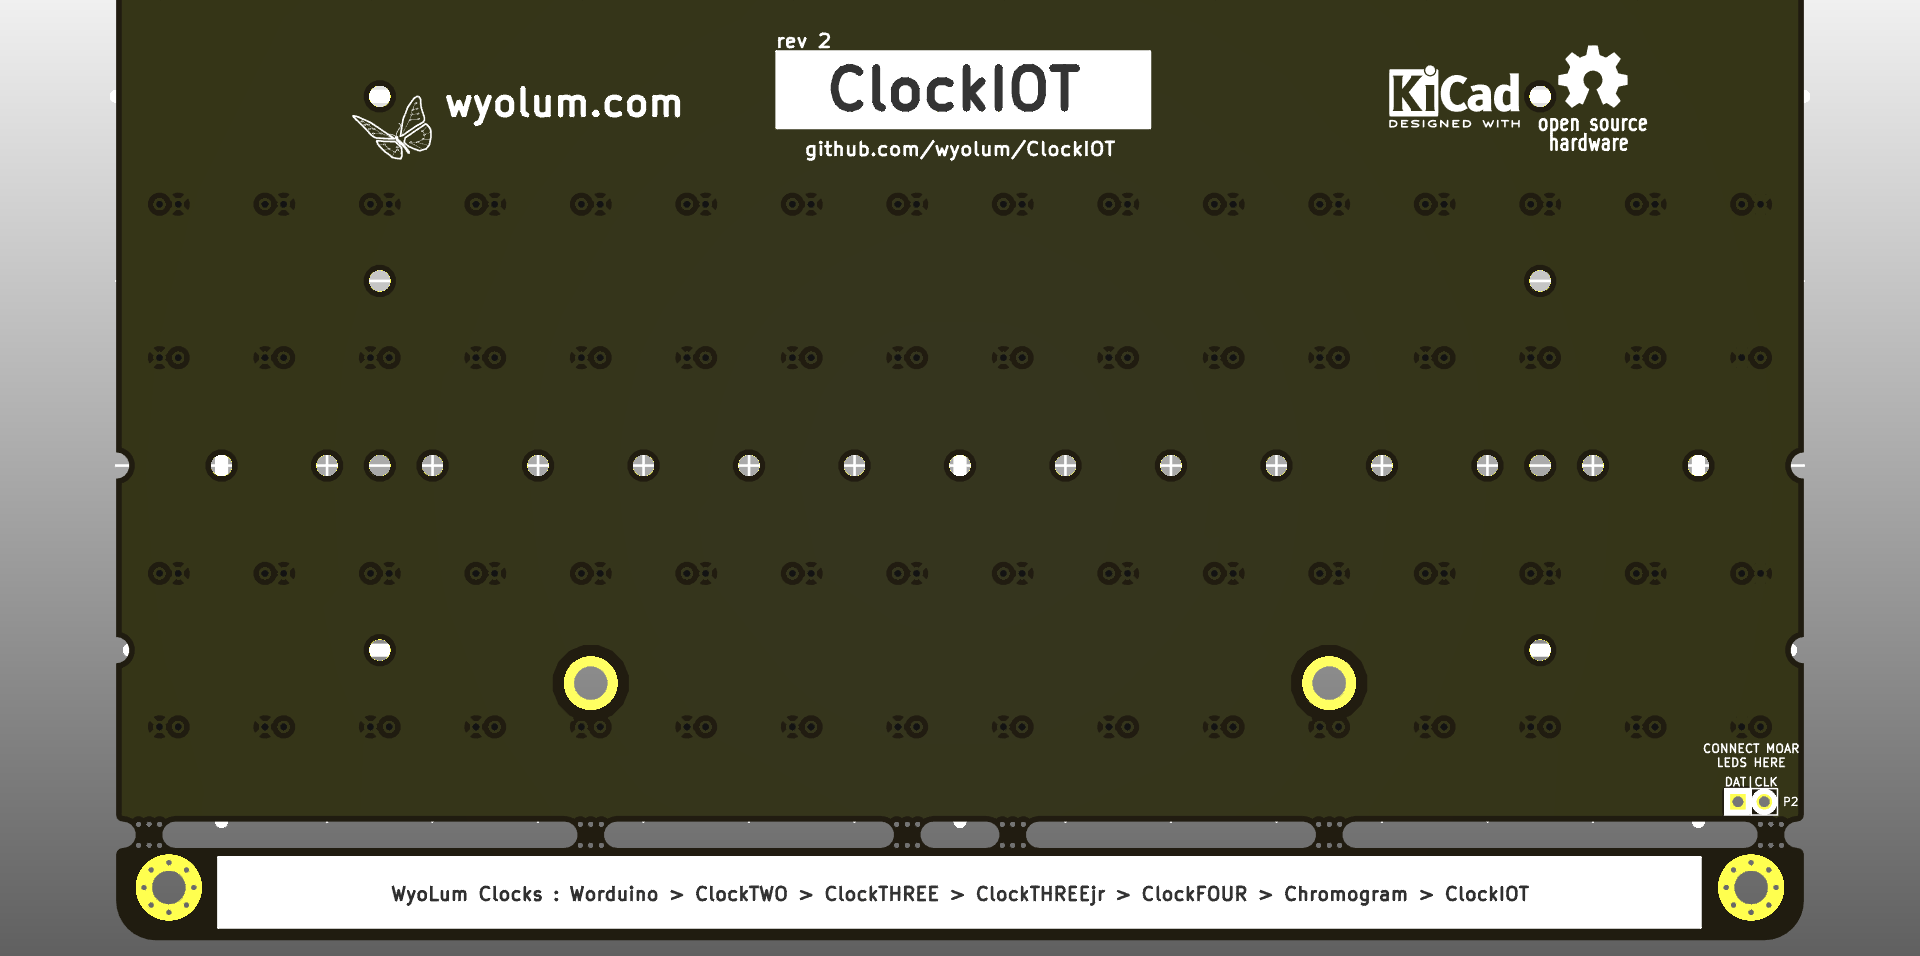 rev 2
ClockIOT
wyolum.com
github.com/wyolum/ClockIOT
KiCad
DESIGNED WITH
open source
hardware
CONNECT MOAR
LEDS HERE
DAT|CLK
P2
WyoLum Clocks : Worduino > ClockTWO > ClockTHREE > ClockTHREEjr > ClockFOUR > Chromogram > ClockIOT